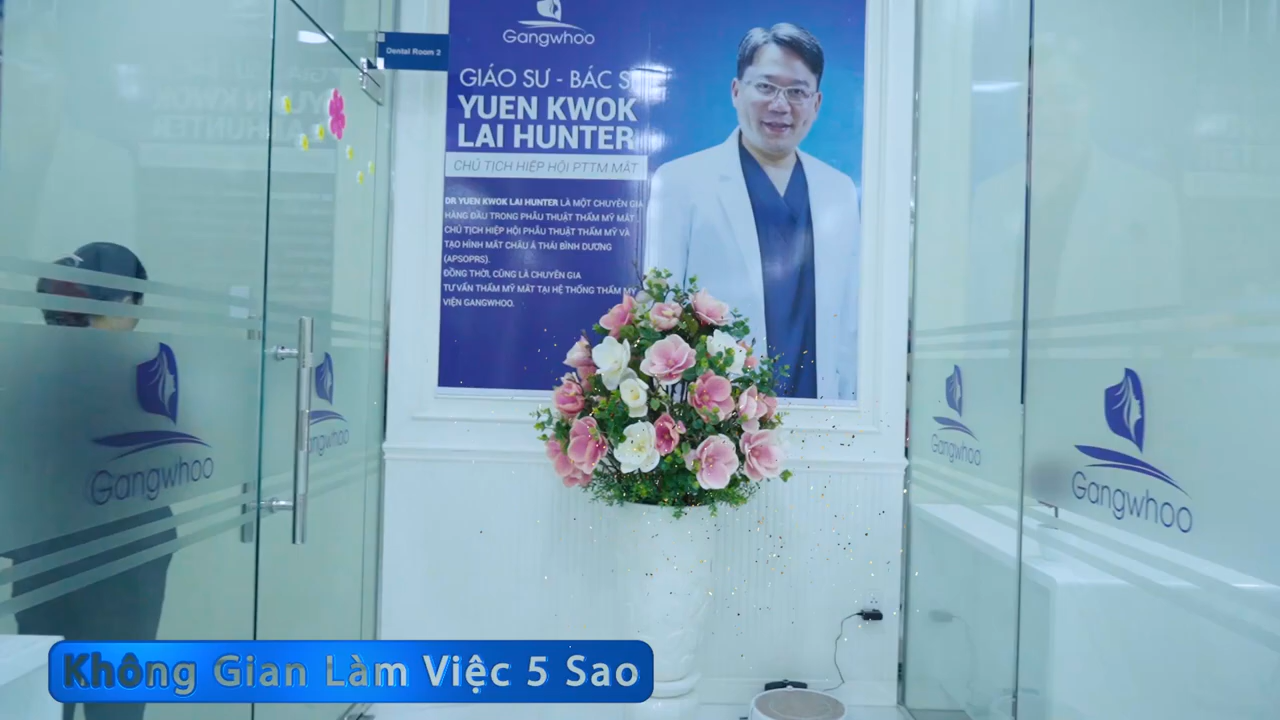 Gangwhoo
Dental Room 2
GIÁO SƯ - BÁC S
YUEN KWOK
LAI HUNTER
CHỦ TỊCH HIỆP HỘI PTTM MẮT
DR YUEN KWOK LAI HUNTER LÀ MỘT CHUYÊN GIA
HÀNG ĐẦU TRONG PHẪU THUẬT THẨM MỸ MẮT.
CHỦ TỊCH HIỆP HỘI PHẪU THUẬT THẨM MỸ VÀ
TẠO HÌNH MẮT CHÂU Á THÁI BÌNH DƯƠNG
(APSOPRS).
ĐỒNG THỜI, CŨNG LÀ CHUYÊN GIA
TƯ VẤN THẨM MỸ MẮT TẠI HỆ THỐNG THẨM MỸ
VIỆN GANGWHOO.
Gangwhoo
Gangwhoo
Gangwhoo
Gangwhoo
Không Gian Làm Việc 5 Sao